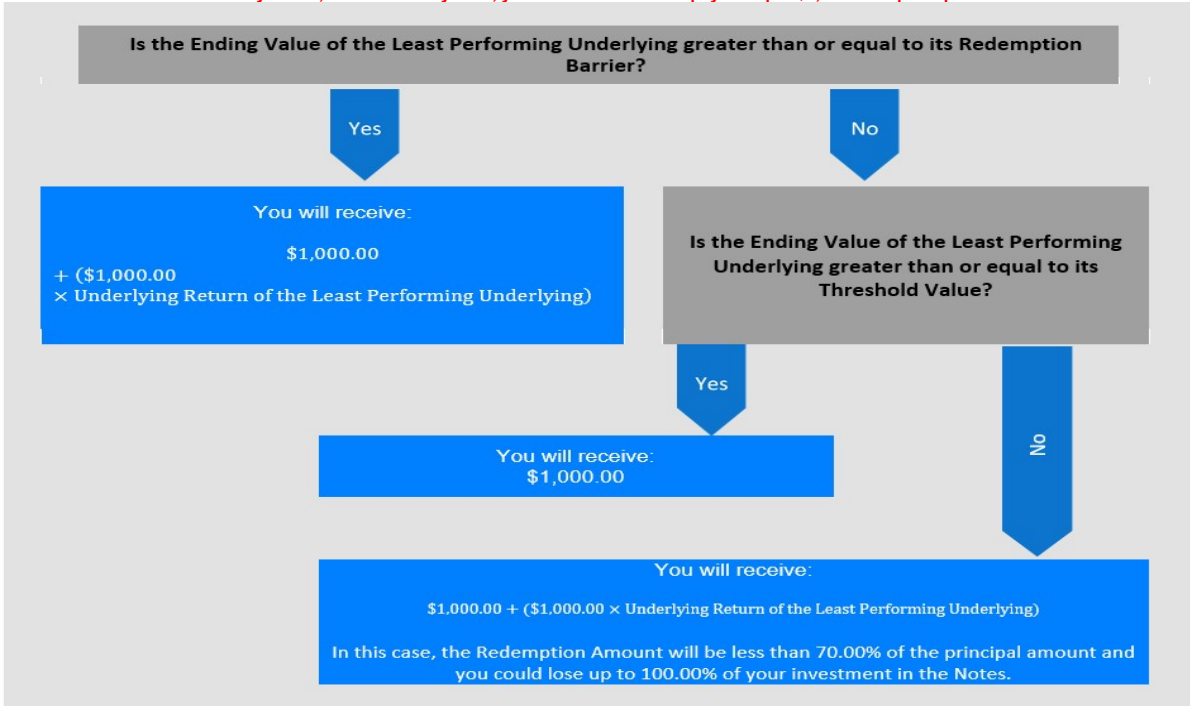 Is the Ending Value of the Least Performing Underlying greater than or equal to its Redemption
Barrier?
Yes
No
You will receive:
$1,000.00
+ ($1,000.00
× Underlying Return of the Least Performing Underlying)
Is the Ending Value of the Least Performing
Underlying greater than or equal to its
Threshold Value?
Yes
No
You will receive:
$1,000.00
You will receive:
$1,000.00 + ($1,000.00 × Underlying Return of the Least Performing Underlying)
In this case, the Redemption Amount will be less than 70.00% of the principal amount and
you could lose up to 100.00% of your investment in the Notes.